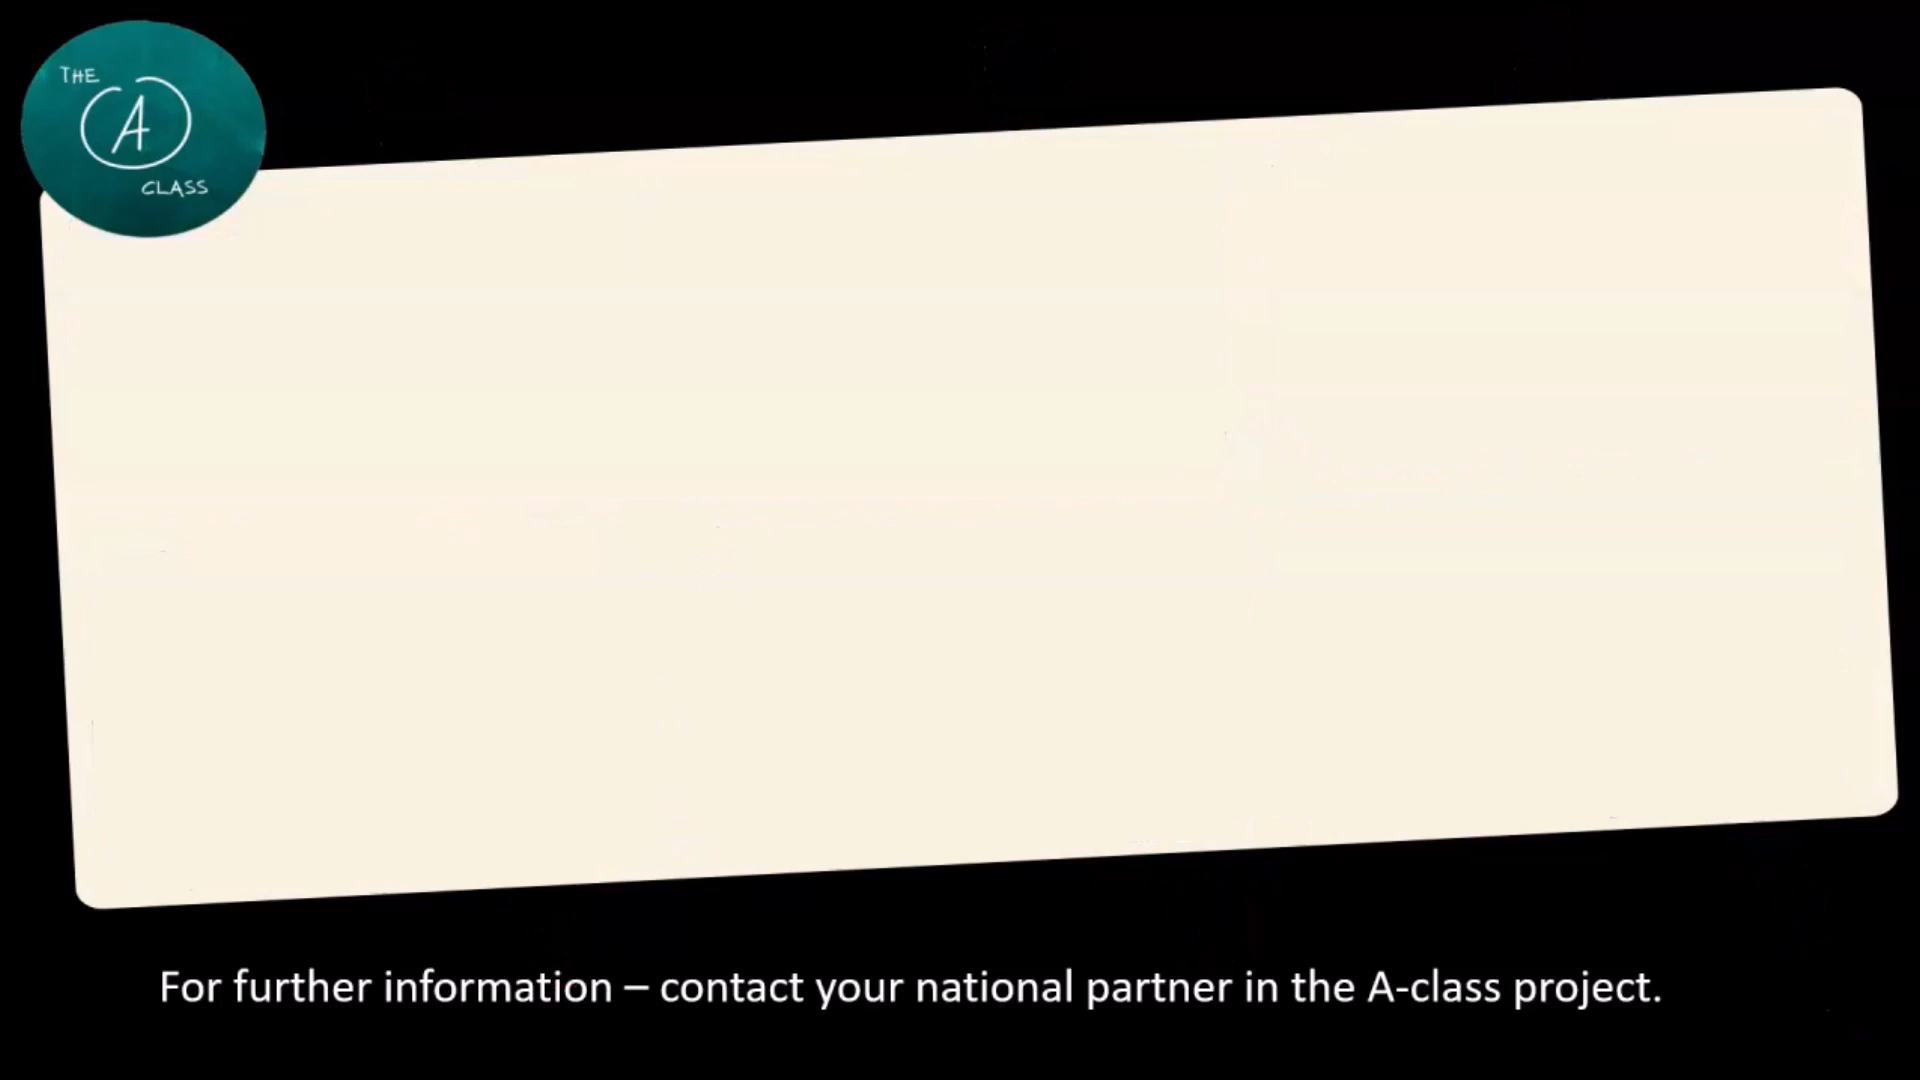 THE
A
CLASS
For further information – contact your national partner in the A-class project.